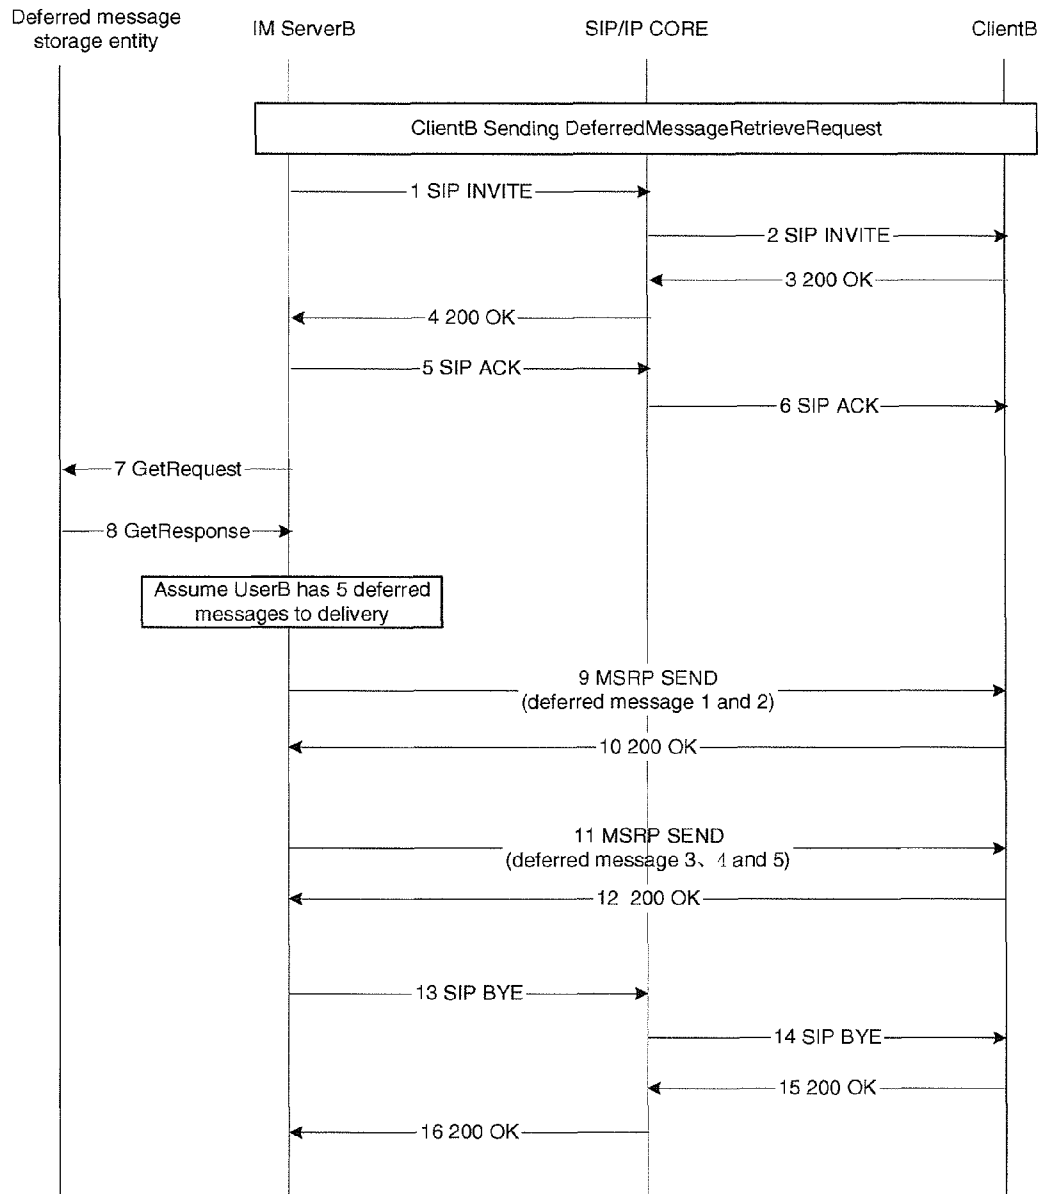 Deferred message
storage entity
IM ServerB
SIP/IP CORE
ClientB
ClientB Sending DeferredMessageRetrieveRequest
1 SIP INVITE
2 SIP INVITE
3 200 OK
4 200 OK
5 SIP ACK
6 SIP ACK
7 GetRequest
8 GetResponse
Assume UserB has 5 deferred
messages to delivery
9 MSRP SEND
(deferred message 1 and 2)
10 200 OK
11 MSRP SEND
(deferred message 3、4 and 5)
12 200 OK
13 SIP BYE
14 SIP BYE
15 200 OK
16 200 OK